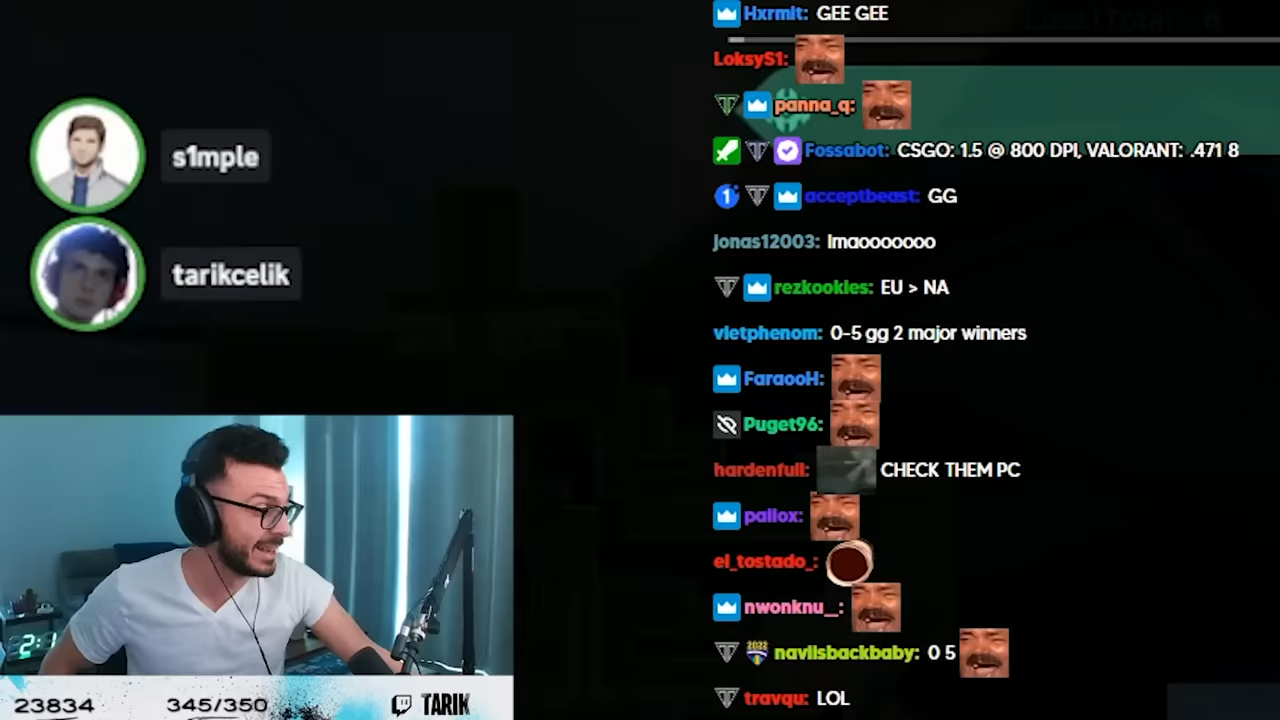 s1mple
tarikcelik
Hxrmit: GEE GEE
LoksyS1:
panna_q:
Fossabot: CSGO: 1.5 @ 800 DPI, VALORANT: .471 8
acceptbeast: GG
Jonas12003: lmaooooooo
rezkookies: EU > NA
vietphenom: 0-5 gg 2 major winners
FaraooH:
Puget96:
hardenfull: CHECK THEM PC
pallox:
el_tostado_:
nwonknu__:
naviisbackbaby: 0 5
travqu: LOL
23834 345/350 TARIK